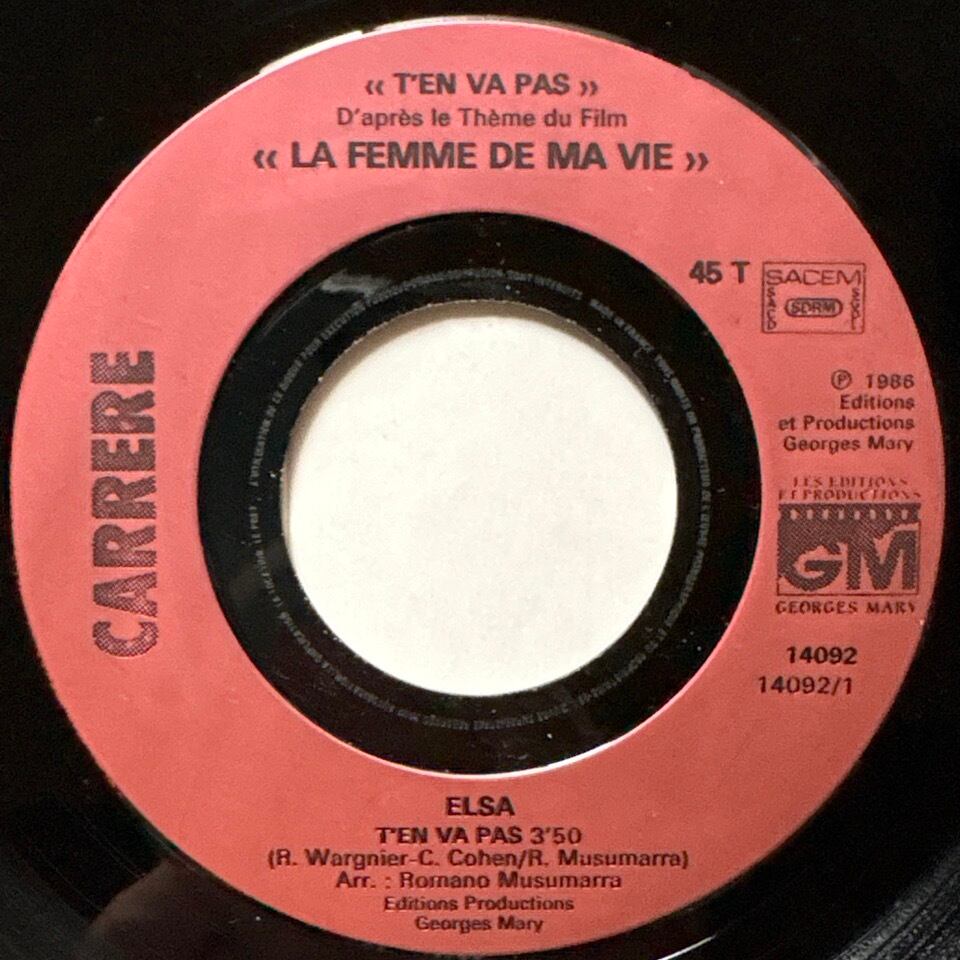 « T'EN VA PAS »
D'après le Thème du Film
« LA FEMME DE MA VIE »
45 T
SACEM
SACD
SDRM
SGDL
CARRERE
℗ 1986
Editions
et Productions
Georges Mary
LES EDITIONS
ET PRODUCTIONS
GM
GEORGES MARY
14092
14092/1
ELSA
T'EN VA PAS 3'50
(R. Wargnier-C. Cohen/R. Musumarra)
Arr. : Romano Musumarra
Editions Productions
Georges Mary